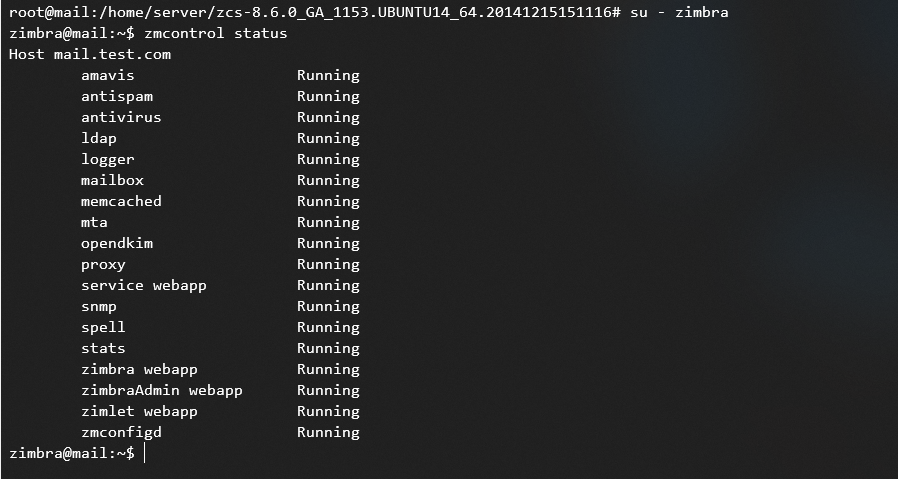 root@mail:/home/server/zcs-8.6.0_GA_1153.UBUNTU14_64.20141215151116# su - zimbra
zimbra@mail:~$ zmcontrol status
Host mail.test.com
        amavis                  Running
        antispam                Running
        antivirus               Running
        ldap                    Running
        logger                  Running
        mailbox                 Running
        memcached               Running
        mta                     Running
        opendkim                Running
        proxy                   Running
        service webapp          Running
        snmp                    Running
        spell                   Running
        stats                   Running
        zimbra webapp           Running
        zimbraAdmin webapp      Running
        zimlet webapp           Running
        zmconfigd               Running
zimbra@mail:~$